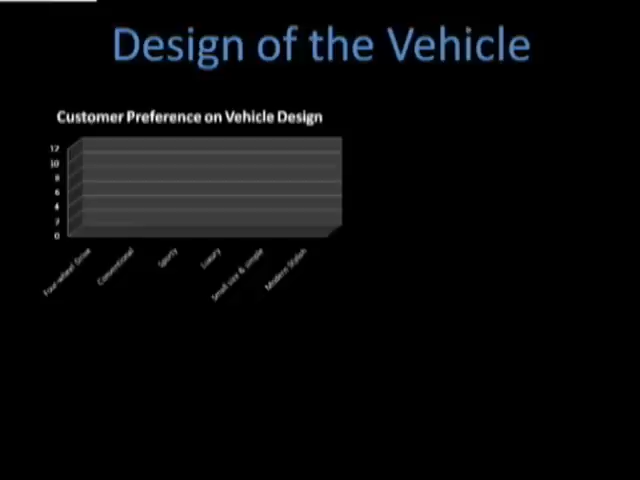 Design of the Vehicle
Customer Preference on Vehicle Design
12
10
8
6
4
2
0
Four-wheel Drive
Conventional
Sporty
Luxury
Small size & simple
Modern Stylish